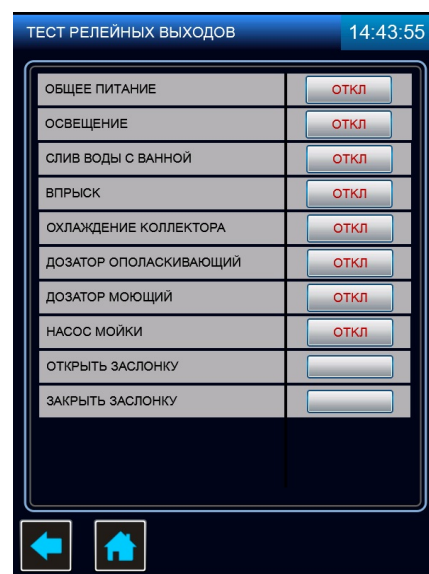 ТЕСТ РЕЛЕЙНЫХ ВЫХОДОВ 14:43:55
ОБЩЕЕ ПИТАНИЕ ОТКЛ
ОСВЕЩЕНИЕ ОТКЛ
СЛИВ ВОДЫ С ВАННОЙ ОТКЛ
ВПРЫСК ОТКЛ
ОХЛАЖДЕНИЕ КОЛЛЕКТОРА ОТКЛ
ДОЗАТОР ОПОЛАСКИВАЮЩИЙ ОТКЛ
ДОЗАТОР МОЮЩИЙ ОТКЛ
НАСОС МОЙКИ ОТКЛ
ОТКРЫТЬ ЗАСЛОНКУ
ЗАКРЫТЬ ЗАСЛОНКУ